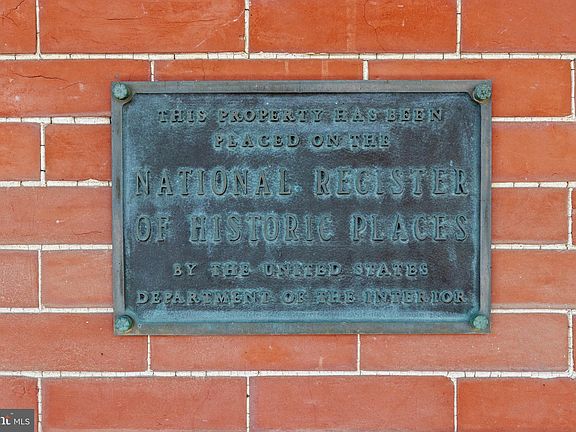 THIS PROPERTY HAS BEEN
PLACED ON THE
NATIONAL REGISTER
OF HISTORIC PLACES
BY THE UNITED STATES
DEPARTMENT OF THE INTERIOR
MLS